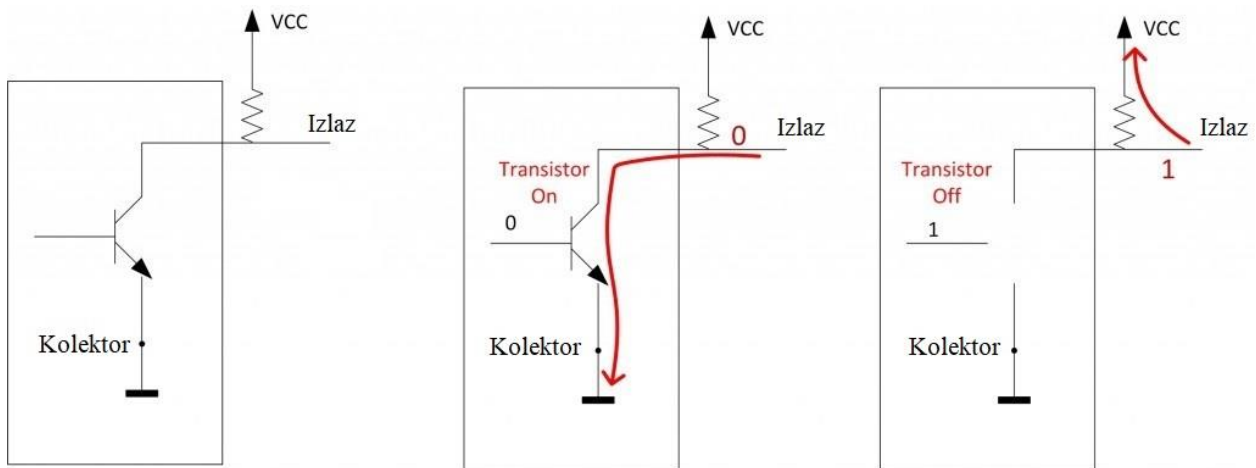 VCC
Izlaz
Kolektor
VCC
0
Izlaz
Transistor
On
0
Kolektor
VCC
Izlaz
1
Transistor
Off
1
Kolektor